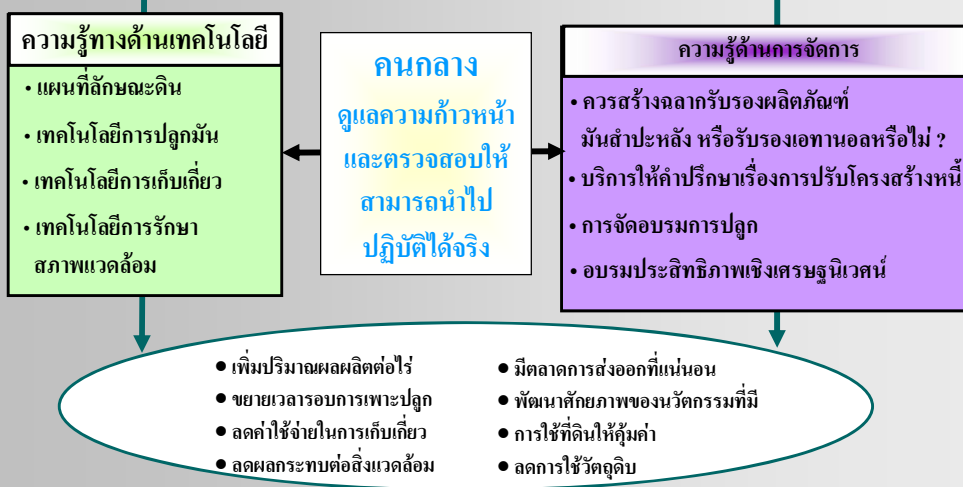 ความรู้ทางด้านเทคโนโลยี
• แผนที่ลักษณะดิน
• เทคโนโลยีการปลูกมัน
• เทคโนโลยีการเก็บเกี่ยว
• เทคโนโลยีการรักษา
สภาพแวดล้อม
คนกลาง
ดูแลความก้าวหน้า
และตรวจสอบให้
สามารถนำไป
ปฏิบัติได้จริง
ความรู้ด้านการจัดการ
• ควรสร้างฉลากรับรองผลิตภัณฑ์
มันสำปะหลัง หรือรับรองเอทานอลหรือไม่ ?
• บริการให้คำปรึกษาเรื่องการปรับโครงสร้างหนี้
• การจัดอบรมการปลูก
• อบรมประสิทธิภาพเชิงเศรษฐนิเวศน์
● เพิ่มปริมาณผลผลิตต่อไร่
● ขยายเวลารอบการเพาะปลูก
● ลดค่าใช้จ่ายในการเก็บเกี่ยว
● ลดผลกระทบต่อสิ่งแวดล้อม
● มีตลาดการส่งออกที่แน่นอน
● พัฒนาศักยภาพของนวัตกรรมที่มี
● การใช้ที่ดินให้คุ้มค่า
● ลดการใช้วัตถุดิบ